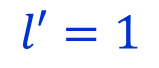 l′ = 1